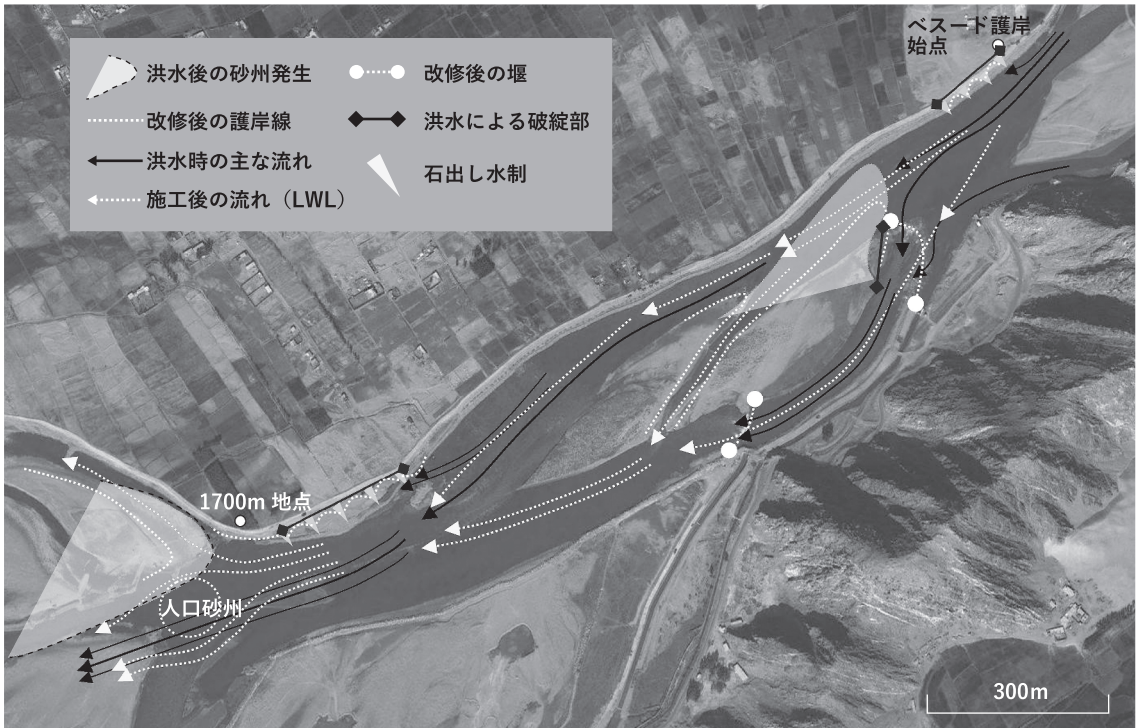 ベスード護岸
始点
洪水後の砂州発生
改修後の堰
改修後の護岸線
洪水による破綻部
洪水時の主な流れ
石出し水制
施工後の流れ（LWL）
1700m 地点
人口砂州
300m